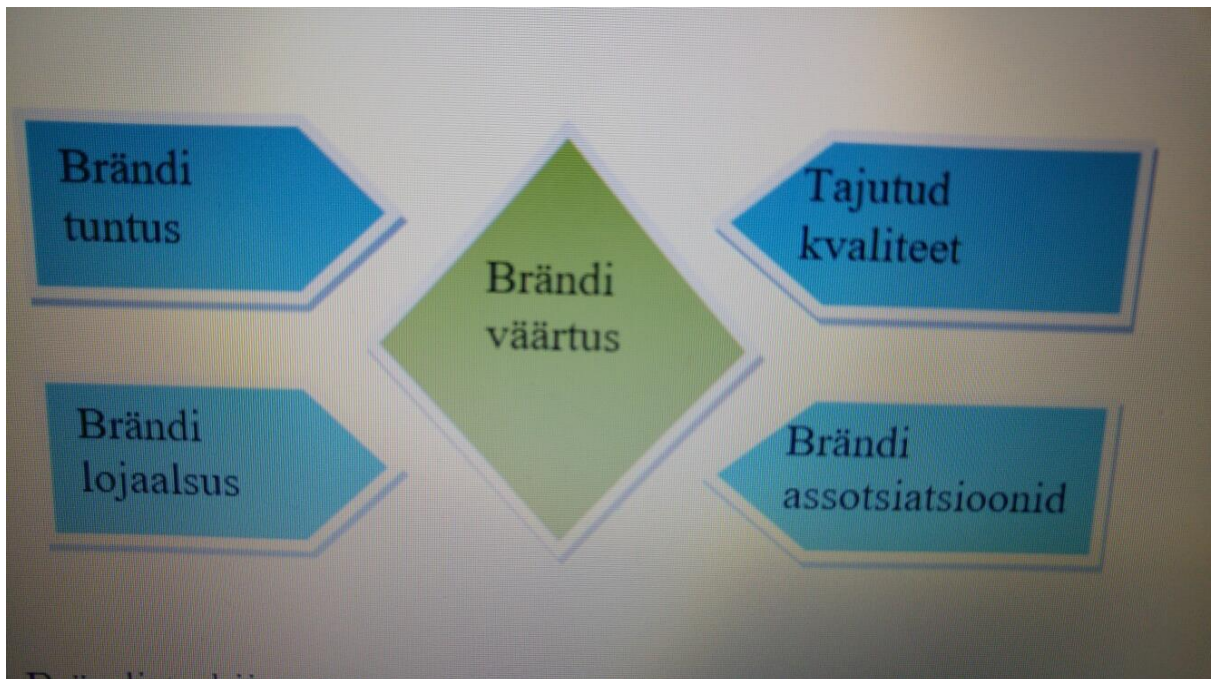 Brändi
tuntus
Tajutud
kvaliteet
Brändi
väärtus
Brändi
lojaalsus
Brändi
assotsiatsioonid